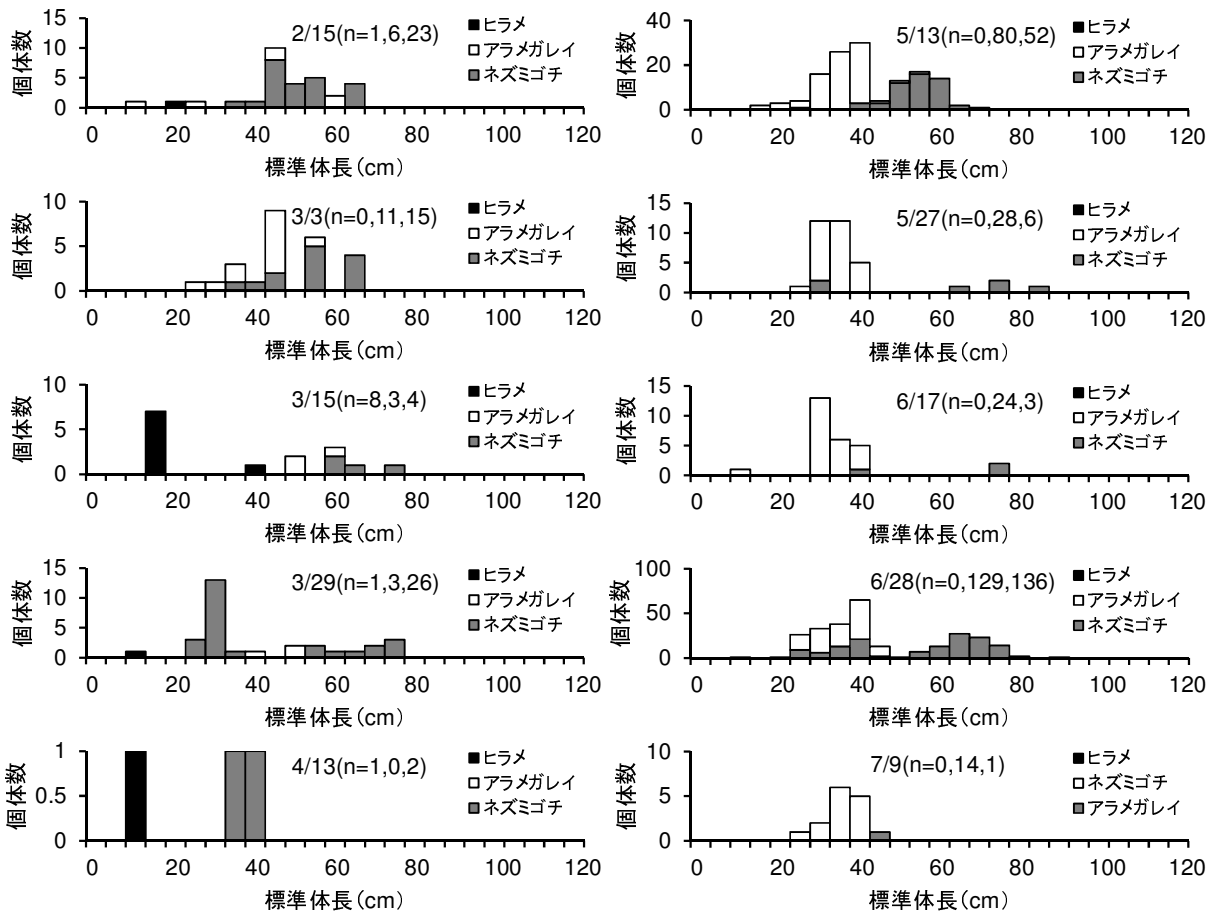 15
10
5
0
個体数
2/15(n=1,6,23)
ヒラメ
アラメガレイ
ネズミゴチ
0 20 40 60 80 100 120
標準体長(cm)
10
5
0
個体数
3/3(n=0,11,15)
ヒラメ
アラメガレイ
ネズミゴチ
0 20 40 60 80 100 120
標準体長(cm)
10
5
0
個体数
3/15(n=8,3,4)
ヒラメ
アラメガレイ
ネズミゴチ
0 20 40 60 80 100 120
標準体長(cm)
15
10
5
0
個体数
3/29(n=1,3,26)
ヒラメ
アラメガレイ
ネズミゴチ
0 20 40 60 80 100 120
標準体長(cm)
1
0.5
0
個体数
4/13(n=1,0,2)
ヒラメ
アラメガレイ
ネズミゴチ
0 20 40 60 80 100 120
標準体長(cm)
40
20
0
個体数
5/13(n=0,80,52)
ヒラメ
アラメガレイ
ネズミゴチ
0 20 40 60 80 100 120
標準体長(cm)
15
10
5
0
個体数
5/27(n=0,28,6)
ヒラメ
アラメガレイ
ネズミゴチ
0 20 40 60 80 100 120
標準体長(cm)
15
10
5
0
個体数
6/17(n=0,24,3)
ヒラメ
アラメガレイ
ネズミゴチ
0 20 40 60 80 100 120
標準体長(cm)
100
50
0
個体数
6/28(n=0,129,136)
ヒラメ
アラメガレイ
ネズミゴチ
0 20 40 60 80 100 120
標準体長(cm)
10
5
0
個体数
7/9(n=0,14,1)
ヒラメ
ネズミゴチ
アラメガレイ
0 20 40 60 80 100 120
標準体長(cm)